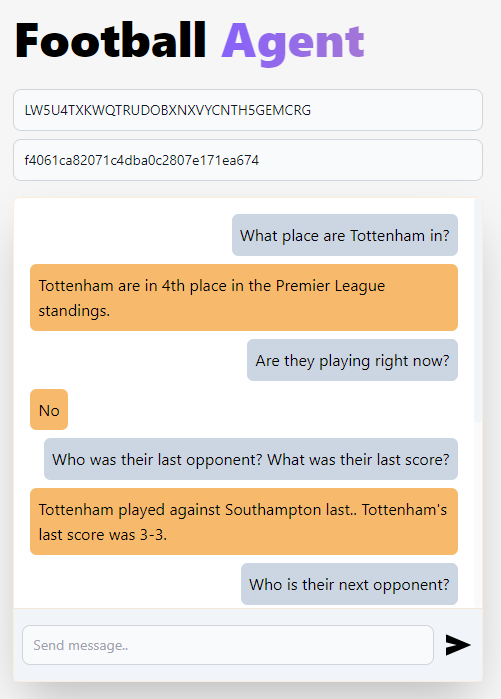 Football Agent
LW5U4TXKWQTRUDOBXNXVYCNTH5GEMCRG
f4061ca82071c4dba0c2807e171ea674
What place are Tottenham in?
Tottenham are in 4th place in the Premier League
standings.
Are they playing right now?
No
Who was their last opponent? What was their last score?
Tottenham played against Southampton last.. Tottenham's
last score was 3-3.
Who is their next opponent?
Send message..